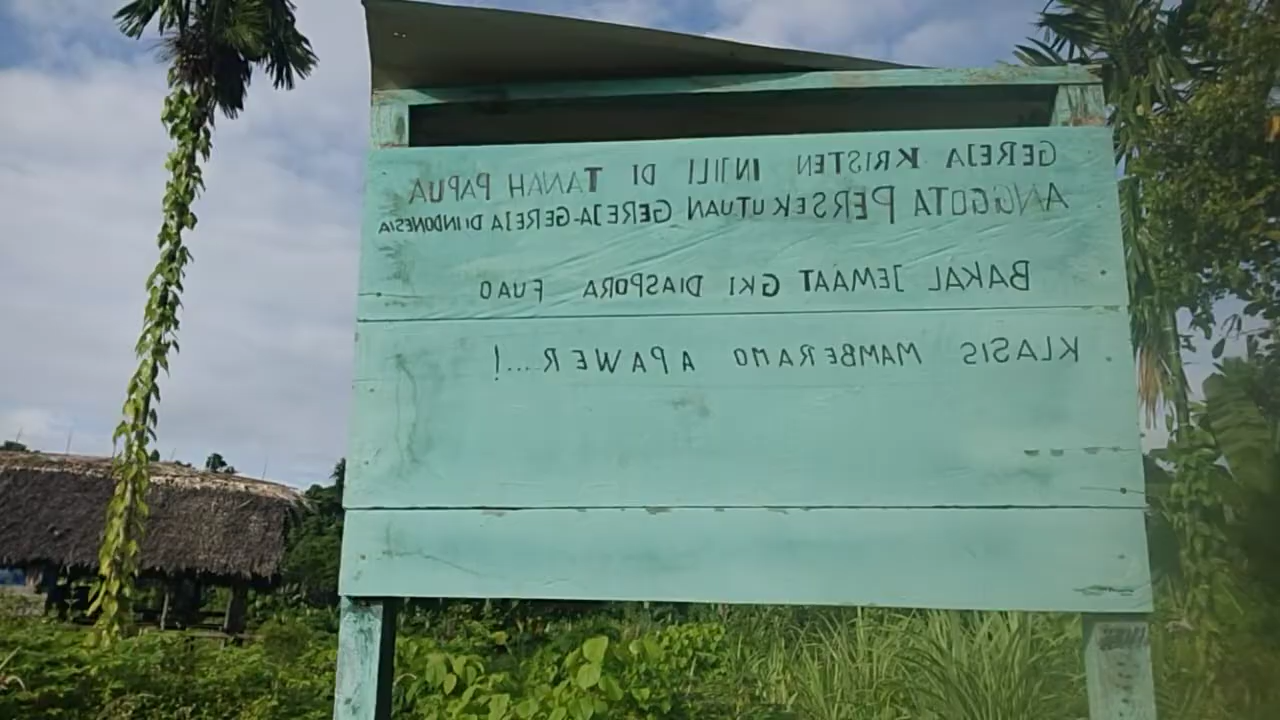 GEREJA KRISTEN INJILI DI TANAH PAPUA
ANGGOTA PERSEKUTUAN GEREJA-GEREJA DI INDONESIA
BAKAL JEMAAT GKI DIASPORA FUAO
KLASIS MAMBERAMO APAWER....!